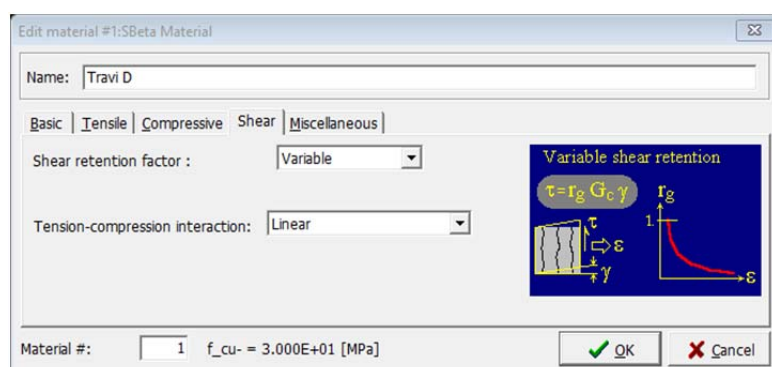 Edit material #1:SBeta Material
Name: Travi D
Basic Tensile Compressive Shear Miscellaneous
Shear retention factor : Variable
Tension-compression interaction: Linear
Variable shear retention
τ=rg Gc γ
rg
1
τ
ε
γ
ε
Material #: 1 f_cu- = 3.000E+01 [MPa]
OK
Cancel